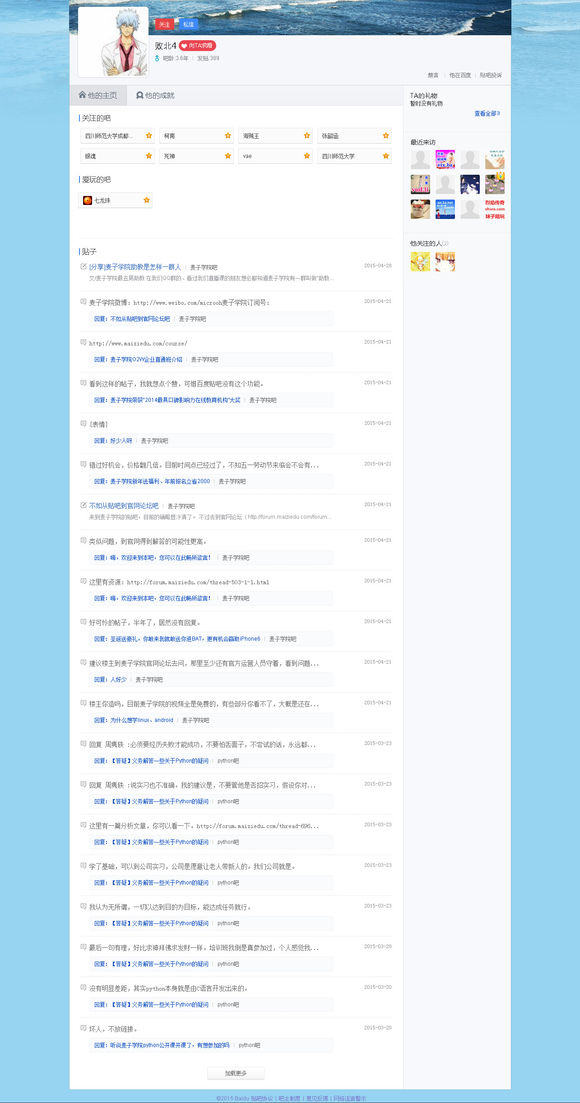 关注
私信
败北4
向TA求婚
吧龄:3.6年 | 发贴:389
他在百度 | 贴吧投诉
他的主页
他的成就
关注的吧
四川师范大学成都...
柯南
海贼王
张韶涵
银魂
死神
vae
四川师范大学
爱玩的吧
七龙珠
贴子
[分享]麦子学院助教是怎样一群人 | 麦子学院吧
2015-04-28
麦子学院微博：http://www.weibo.com/microoh麦子学院订阅号：
2015-04-21
回复：不如从贴吧到官网论坛吧 | 麦子学院吧
http://www.maiziedu.com/course/
2015-04-21
回复：麦子学院O2W企业直通班介绍 | 麦子学院吧
看到这样的帖子，我就想点个赞，可惜百度贴吧没有这个功能。
2015-04-21
回复：麦子学院荣获"2014最具口碑影响力在线教育机构"大奖 | 麦子学院吧
[表情]
2015-04-21
回复：好少人呀 | 麦子学院吧
错过好机会，价格翻几倍，目前时间点已经过了，不知五一劳动节来临会不会有...
2015-04-21
回复：麦子学院新年送福利、年前报名立省2000 | 麦子学院吧
不如从贴吧到官网论坛吧 | 麦子学院吧
2015-04-21
类似问题，到官网得到解答的可能性更高。
2015-04-21
回复：嗨，欢迎来到本吧，您可以在此畅所欲言！ | 麦子学院吧
这里有资源：http://forum.maiziedu.com/thread-503-1-1.html
2015-04-21
回复：嗨，欢迎来到本吧，您可以在此畅所欲言！ | 麦子学院吧
好可怜的帖子，半年了，居然没有回复。
2015-04-21
回复：圣诞送豪礼，你敢来我就敢送你进BAT，更有机会赢取iPhone6 | 麦子学院吧
建议楼主到麦子学院官网论坛去问，那里至少还有官方运营人员守着，看到问题...
2015-04-21
回复：人好少 | 麦子学院吧
楼主你造吗，目前麦子学院的视频全是免费的，有些部分你看不了，大概是还在...
2015-04-21
回复：为什么想学linux、android | 麦子学院吧
回复 周隽轶 :必须要经历失败才能成功，不要怕丢面子，不尝试的话，永远都...
2015-03-23
回复：【答疑】义务解答一些关于Python的疑问 | python吧
回复 周隽轶 :说实习也不准确，我的建议是，不要管他是否招实习，假设你对...
2015-03-23
回复：【答疑】义务解答一些关于Python的疑问 | python吧
这里有一篇分析文章，你可以看一下。http://forum.maiziedu.com/thread-696...
2015-03-23
回复：【答疑】义务解答一些关于Python的疑问 | python吧
学了基础，可以到公司实习，公司是愿意让老人带新人的。我们公司就是。
2015-03-23
回复：【答疑】义务解答一些关于Python的疑问 | python吧
我认为无所谓，一切以达到目的为目标，能达成任务就行。
2015-03-23
回复：【答疑】义务解答一些关于Python的疑问 | python吧
最后一句有理，好比求神拜佛求发财一样。培训班我倒是真参加过，个人感觉我...
2015-03-20
回复：【答疑】义务解答一些关于Python的疑问 | python吧
没有明显差距，其实python本身就是由C语言开发出来的。
2015-03-20
回复：【答疑】义务解答一些关于Python的疑问 | python吧
坏人，不放链接。
2015-03-20
回复：听说麦子学院python公开课开课了，有想参加的吗 | python吧
加载更多
TA的礼物
暂时没有礼物
查看全部
最近来访
他关注的人
©2015 Baidu 贴吧协议 | 吧主制度 | 意见反馈 | 网络谣言警示